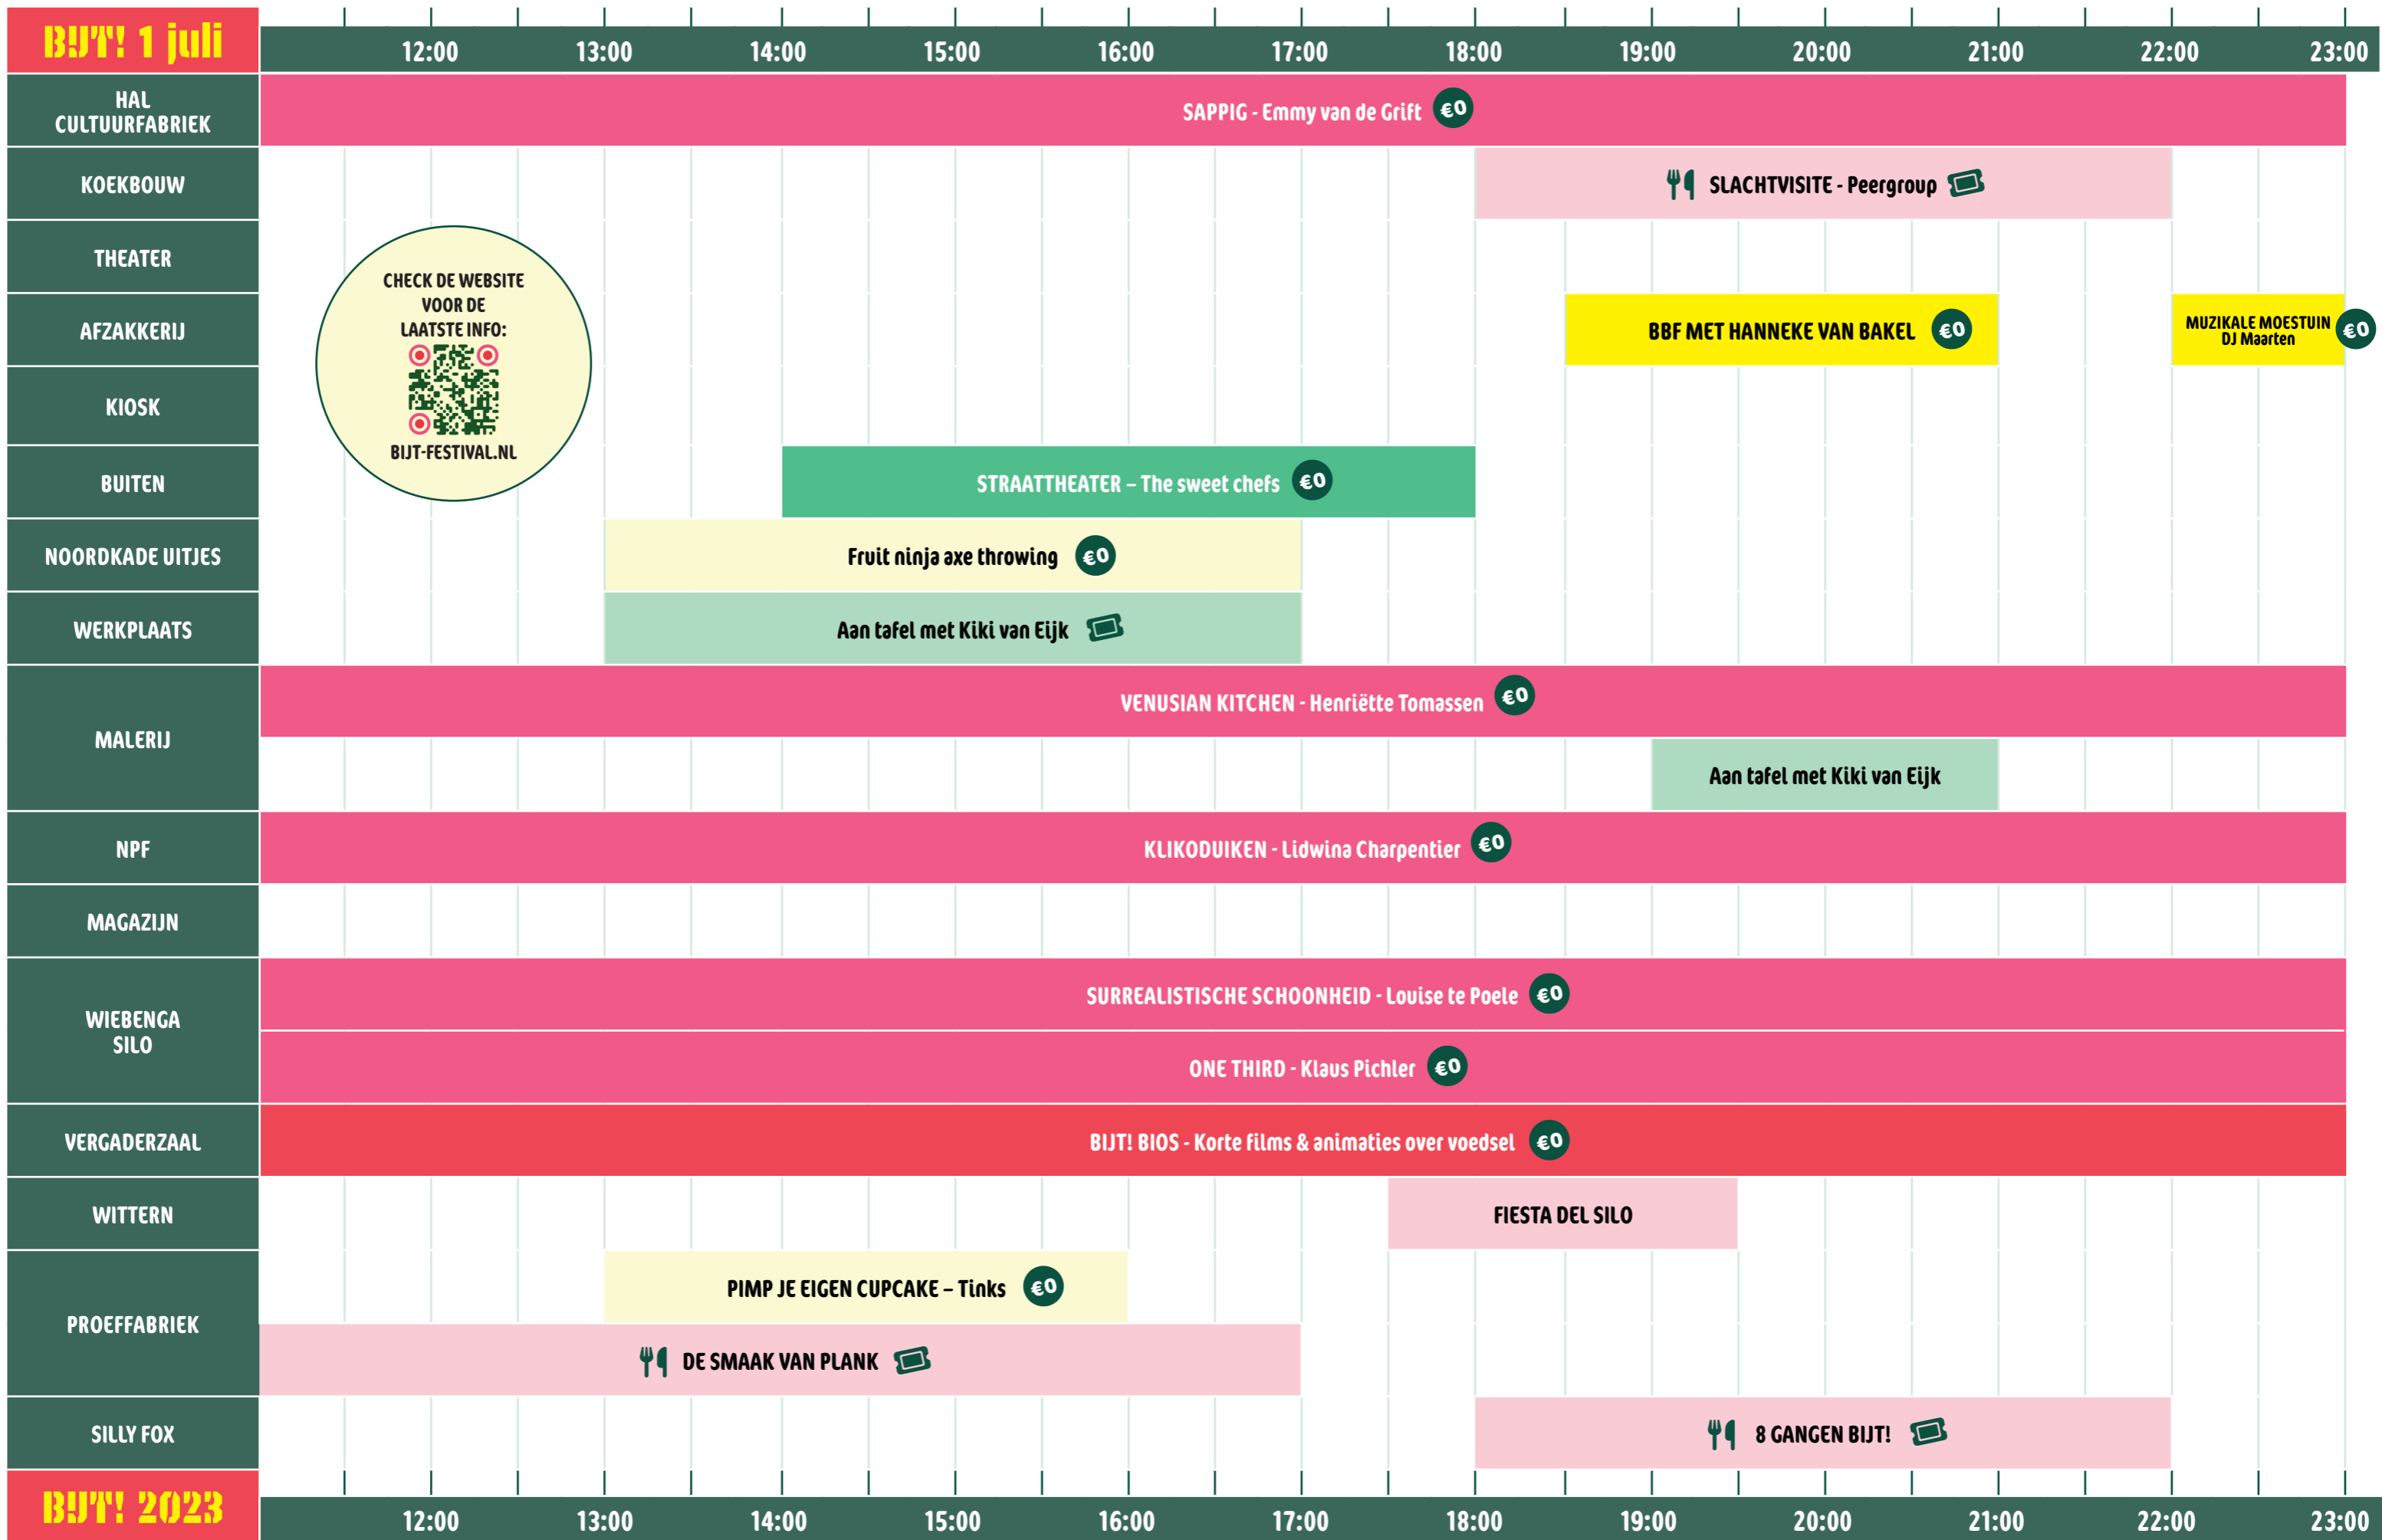 BIJT! 1 juli
12:00 13:00 14:00 15:00 16:00 17:00 18:00 19:00 20:00 21:00 22:00 23:00
HAL
CULTUURFABRIEK
SAPPIG - Emmy van de Grift €0
KOEKBOUW
SLACHTVISITE - Peergroup
THEATER
CHECK DE WEBSITE
VOOR DE
LAATSTE INFO:
BIJT-FESTIVAL.NL
AFZAKKERIJ
BBF MET HANNEKE VAN BAKEL €0
MUZIKALE MOESTUIN
DJ Maarten €0
KIOSK
BUITEN
STRAATTHEATER – The sweet chefs €0
NOORDKADE UITJES
Fruit ninja axe throwing €0
WERKPLAATS
Aan tafel met Kiki van Eijk
MALERIJ
VENUSIAN KITCHEN - Henriëtte Tomassen €0
Aan tafel met Kiki van Eijk
NPF
KLIKODUIKEN - Lidwina Charpentier €0
MAGAZIJN
WIEBENGA
SILO
SURREALISTISCHE SCHOONHEID - Louise te Poele €0
ONE THIRD - Klaus Pichler €0
VERGADERZAAL
BIJT! BIOS - Korte films & animaties over voedsel €0
WITTERN
FIESTA DEL SILO
PROEFFABRIEK
PIMP JE EIGEN CUPCAKE – Tinks €0
DE SMAAK VAN PLANK
SILLY FOX
8 GANGEN BIJT!
BIJT! 2023
12:00 13:00 14:00 15:00 16:00 17:00 18:00 19:00 20:00 21:00 22:00 23:00